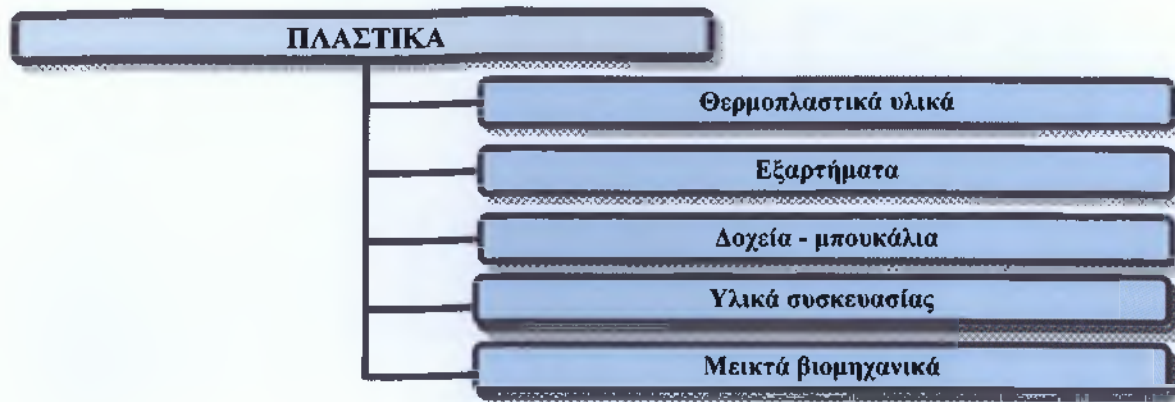 ΠΛΑΣΤΙΚΑ
Θερμοπλαστικά υλικά
Εξαρτήματα
Δοχεία - μπουκάλια
Υλικά συσκευασίας
Μεικτά βιομηχανικά